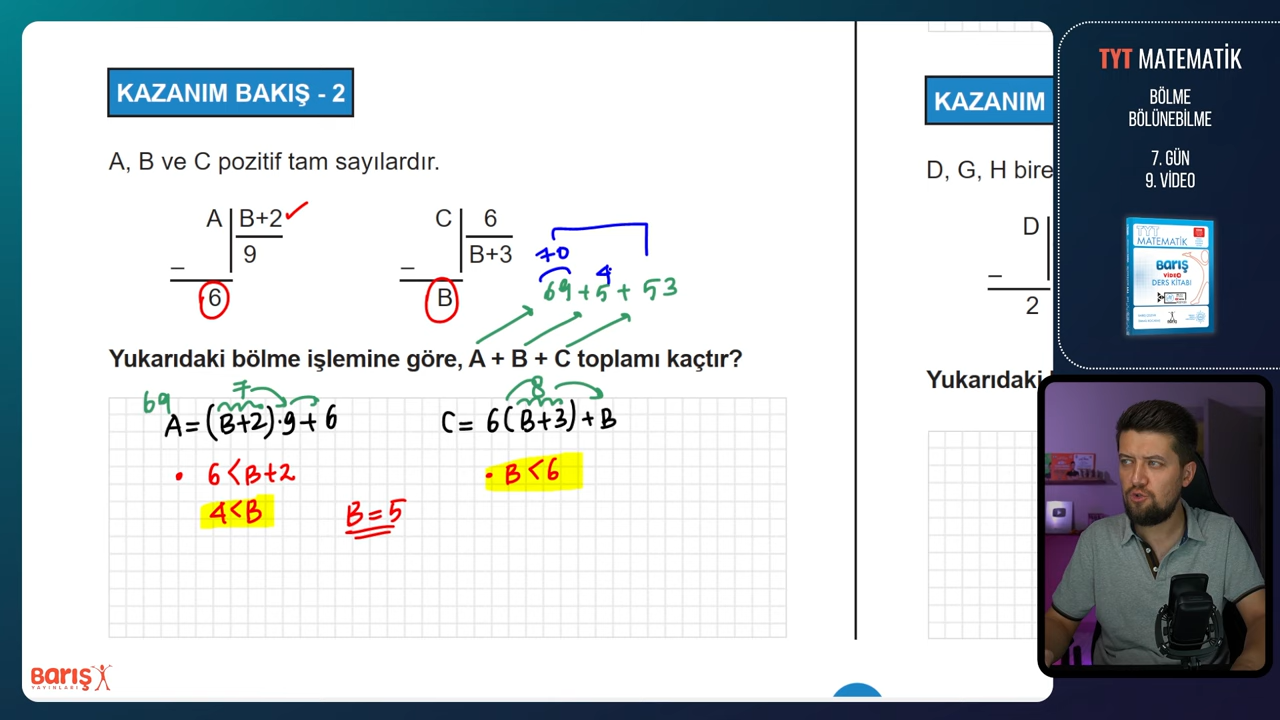 KAZANIM BAKIŞ - 2
A, B ve C pozitif tam sayılardır.
A B+2
9
–
6
C 6
B+3
–
B
70
4
69 + 5 + 53
Yukarıdaki bölme işlemine göre, A + B + C toplamı kaçtır?
69 7
A = (B+2) · 9 + 6
• 6 < B+2
4 < B
B = 5
8
C = 6(B+3) + B
• B < 6
BARIŞ
YAYINLARI
KAZANIM
D, G, H bire
D
–
2
Yukarıdaki
TYT MATEMATİK
BÖLME
BÖLÜNEBİLME
7. GÜN
9. VİDEO
TYT
MATEMATİK
BARIŞ
VİDEO
DERS KİTABI